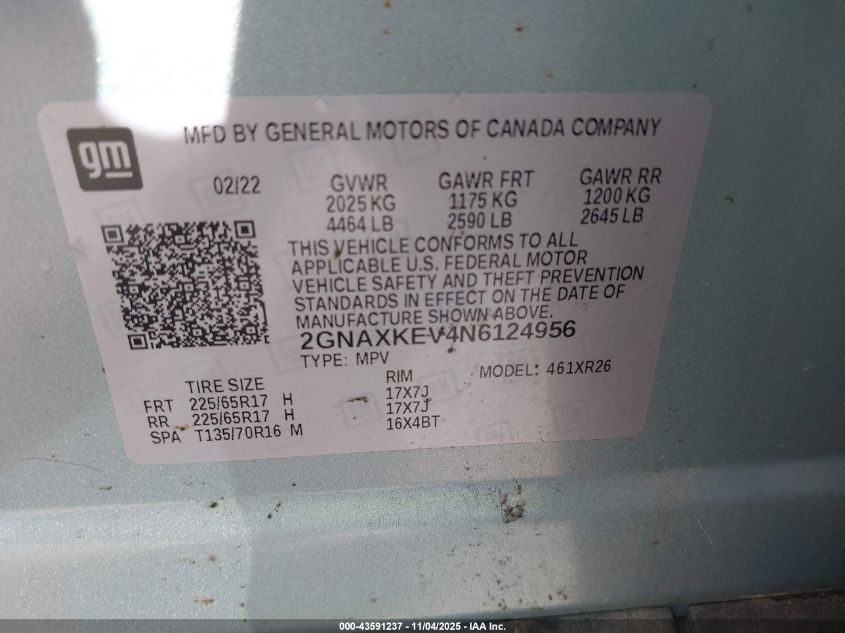 MFD BY GENERAL MOTORS OF CANADA COMPANY
gm
02/22 GVWR GAWR FRT GAWR RR
2025 KG 1175 KG 1200 KG
4464 LB 2590 LB 2645 LB
THIS VEHICLE CONFORMS TO ALL
APPLICABLE U.S. FEDERAL MOTOR
VEHICLE SAFETY AND THEFT PREVENTION
STANDARDS IN EFFECT ON THE DATE OF
MANUFACTURE SHOWN ABOVE.
2GNAXKEV4N6124956
TYPE: MPV MODEL: 461XR26
TIRE SIZE RIM
FRT 225/65R17 H 17X7J
RR 225/65R17 H 17X7J
SPA T135/70R16 M 16X4BT
000-43591237 - 11/04/2025 - IAA Inc.